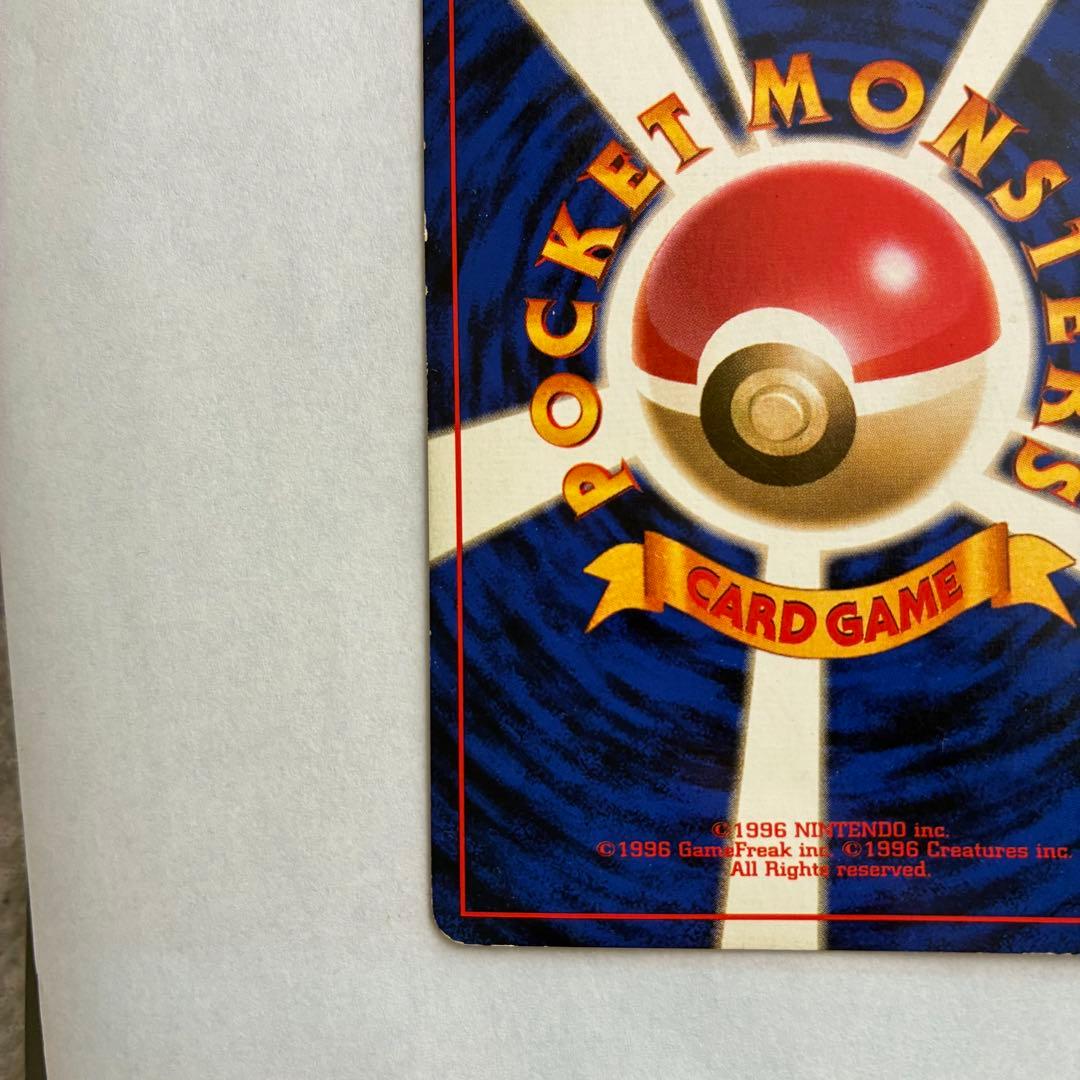 POCKET MONSTERS
CARD GAME
©1996 NINTENDO inc.
©1996 GameFreak inc. ©1996 Creatures inc.
All Rights reserved.